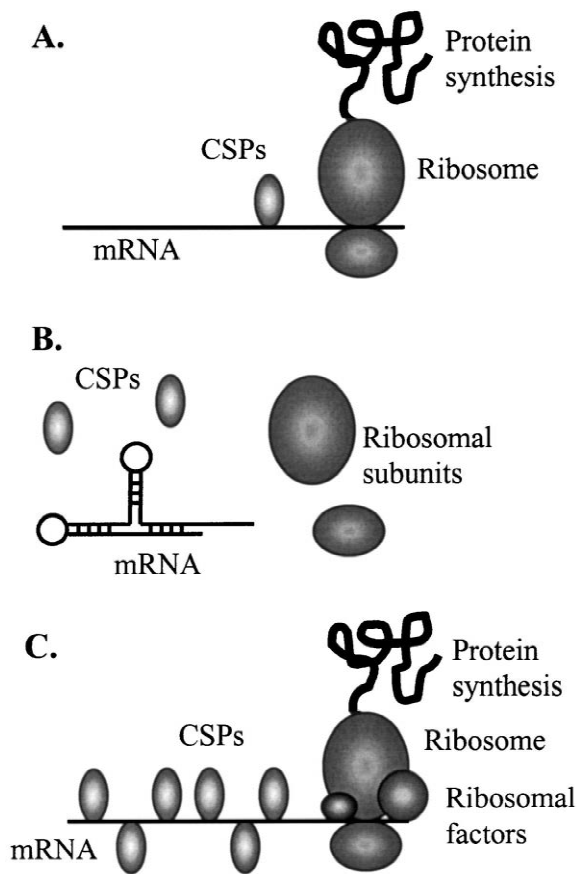 A.
Protein
synthesis
CSPs
Ribosome
mRNA
B.
CSPs
Ribosomal
subunits
mRNA
C.
Protein
synthesis
CSPs
Ribosome
Ribosomal
factors
mRNA